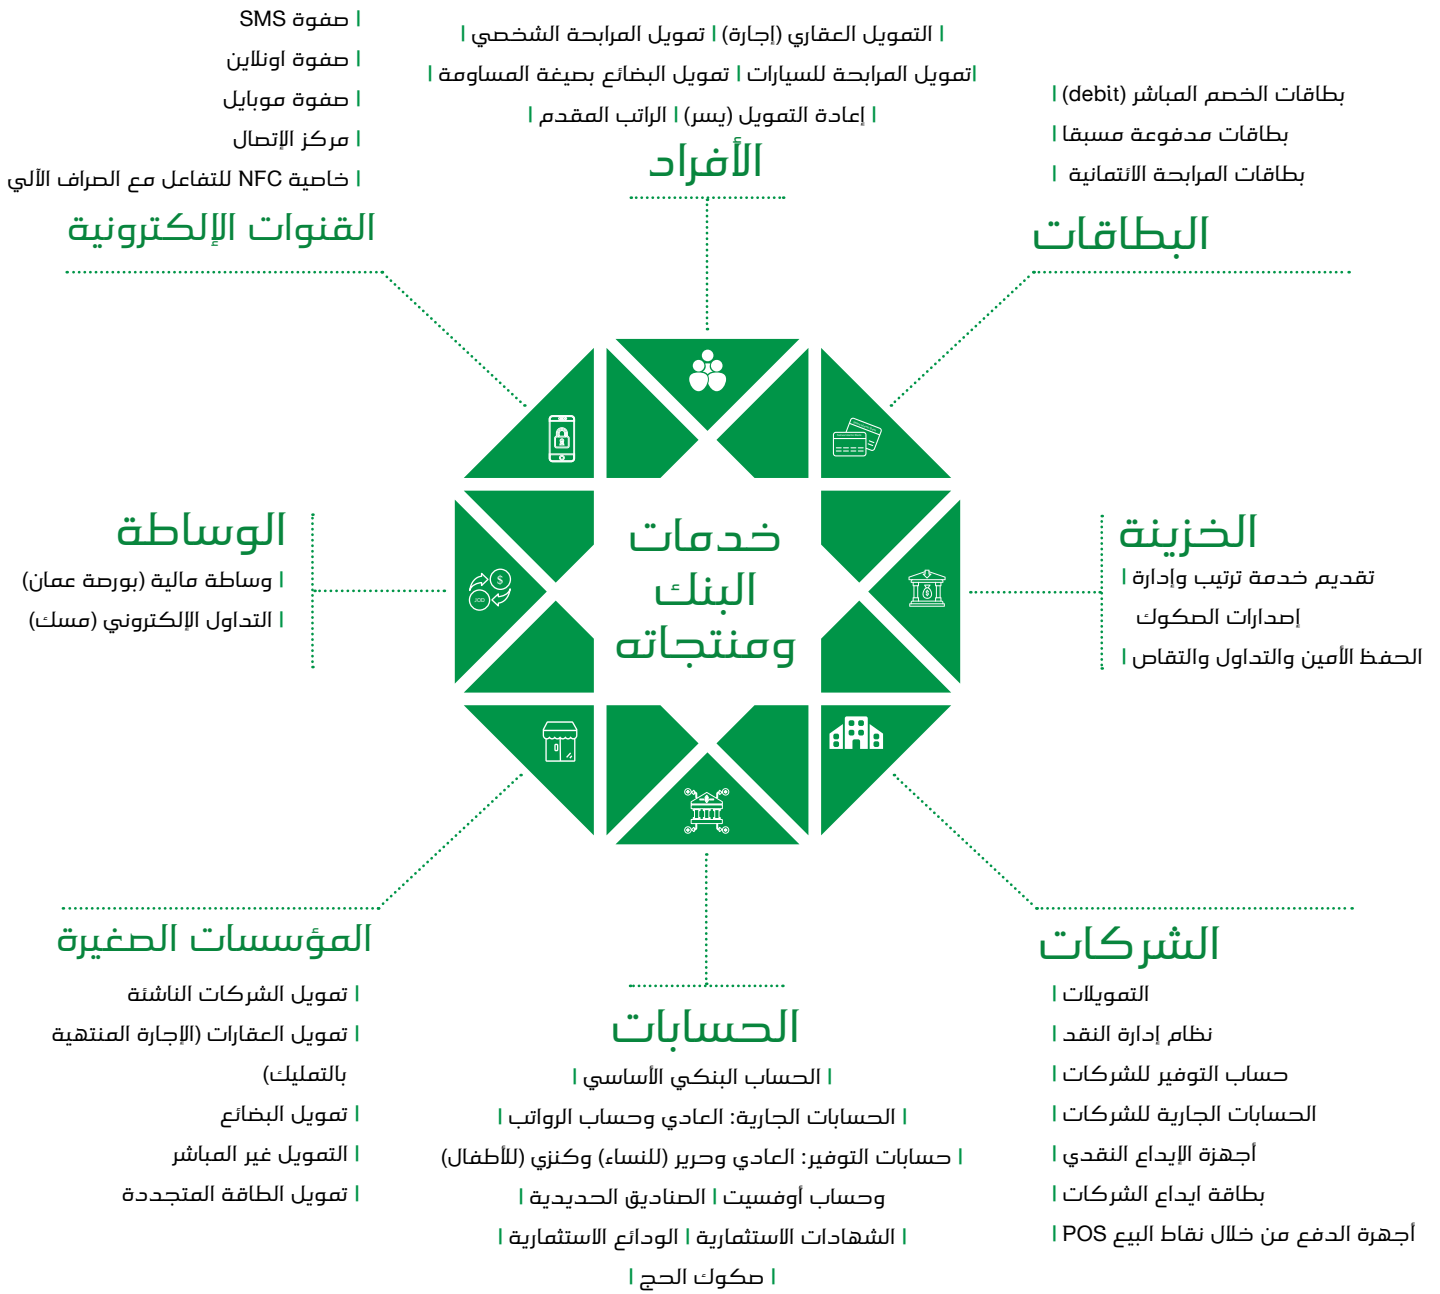 التمويل العقاري (إجارة) | تمويل المرابحة الشخصي
تمويل المرابحة للسيارات | تمويل البضائع بصيغة المساومة
إعادة التمويل (يسر) | الراتب المقدم
الأفراد
بطاقات الخصم المباشر (debit)
بطاقات مدفوعة مسبقا
بطاقات المرابحة الائتمانية
البطاقات
صفوة SMS
صفوة اونلاين
صفوة موبايل
مركز الإتصال
خاصية NFC للتفاعل مع الصراف الآلي
القنوات الإلكترونية
خدمات
البنك
ومنتجاته
$
JOD
الخزينة
تقديم خدمة ترتيب وإدارة
إصدارات الصكوك
الحفظ الأمين والتداول والتقاص
الوساطة
وساطة مالية (بورصة عمان)
التداول الإلكتروني (مسك)
الشركات
التمويلات
نظام إدارة النقد
حساب التوفير للشركات
الحسابات الجارية للشركات
أجهزة الإيداع النقدي
بطاقة ايداع الشركات
أجهرة الدفع من خلال نقاط البيع POS
الحسابات
الحساب البنكي الأساسي
الحسابات الجارية: العادي وحساب الرواتب
حسابات التوفير: العادي وحرير (للنساء) وكنزي (للأطفال)
وحساب أوفسيت | الصناديق الحديدية
الشهادات الاستثمارية | الودائع الاستثمارية
صكوك الحج
المؤسسات الصغيرة
تمويل الشركات الناشئة
تمويل العقارات (الإجارة المنتهية
بالتمليك)
تمويل البضائع
التمويل غير المباشر
تمويل الطاقة المتجددة